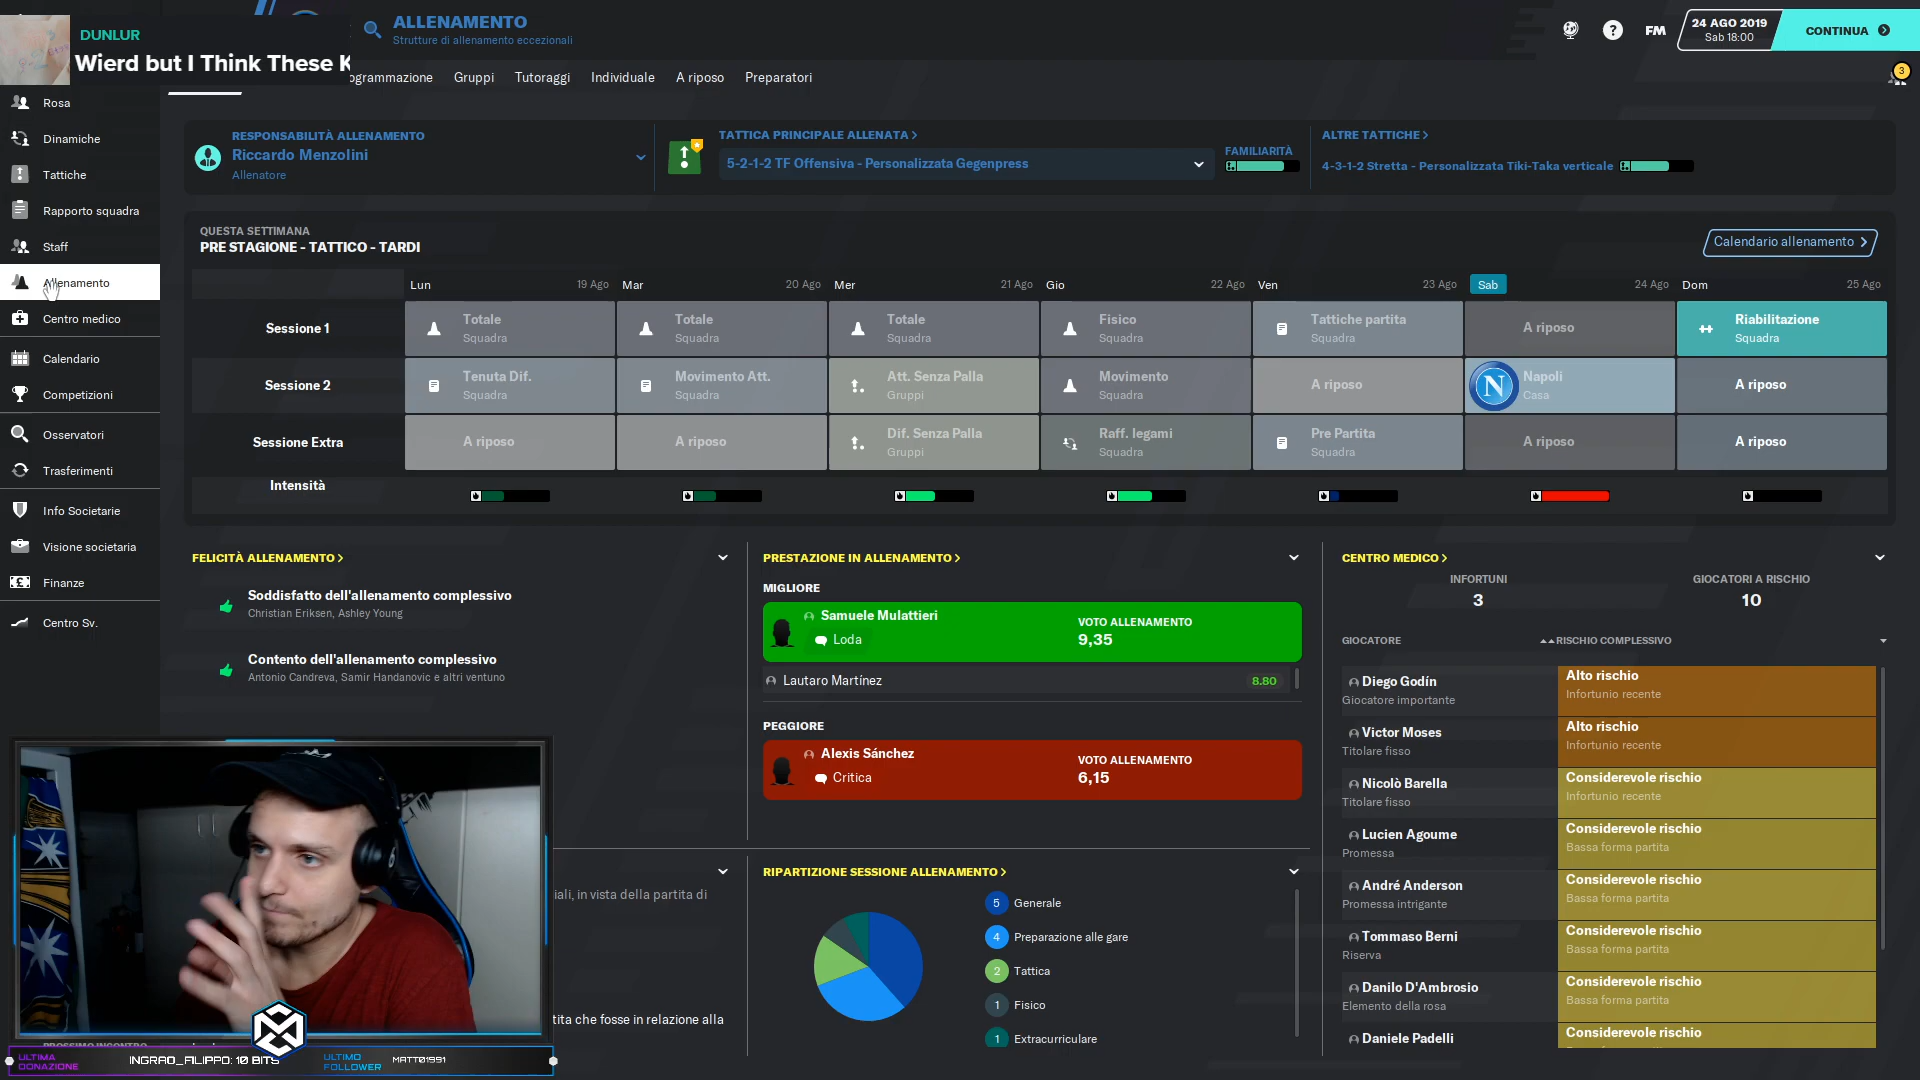 DUNLUR
Wierd but I Think These K
ALLENAMENTO
Strutture di allenamento eccezionali
FM
24 AGO 2019
Sab 18:00
CONTINUA
3
ogrammazione
Gruppi
Tutoraggi
Individuale
A riposo
Preparatori
Rosa
Dinamiche
Tattiche
Rapporto squadra
Staff
Allenamento
Centro medico
Calendario
Competizioni
Osservatori
Trasferimenti
Info Societarie
Visione societaria
Finanze
Centro Sv.
RESPONSABILITÀ ALLENAMENTO
Riccardo Menzolini
Allenatore
TATTICA PRINCIPALE ALLENATA >
5-2-1-2 TF Offensiva - Personalizzata Gegenpress
FAMILIARITÀ
ALTRE TATTICHE >
4-3-1-2 Stretta - Personalizzata Tiki-Taka verticale
QUESTA SETTIMANA
PRE STAGIONE - TATTICO - TARDI
Calendario allenamento >
Lun 19 Ago Mar 20 Ago Mer 21 Ago Gio 22 Ago Ven 23 Ago Sab 24 Ago Dom 25 Ago
Sessione 1
Totale
Squadra
Totale
Squadra
Totale
Squadra
Fisico
Squadra
Tattiche partita
Squadra
A riposo
Riabilitazione
Squadra
Sessione 2
Tenuta Dif.
Squadra
Movimento Att.
Squadra
Att. Senza Palla
Gruppi
Movimento
Squadra
A riposo
N
Napoli
Casa
A riposo
Sessione Extra
A riposo
A riposo
Dif. Senza Palla
Gruppi
Raff. legami
Squadra
Pre Partita
Squadra
A riposo
A riposo
Intensità
FELICITÀ ALLENAMENTO >
Soddisfatto dell'allenamento complessivo
Christian Eriksen, Ashley Young
Contento dell'allenamento complessivo
Antonio Candreva, Samir Handanovic e altri ventuno
PRESTAZIONE IN ALLENAMENTO >
MIGLIORE
Samuele Mulattieri
Loda
VOTO ALLENAMENTO
9,35
Lautaro Martínez
8.80
PEGGIORE
Alexis Sánchez
Critica
VOTO ALLENAMENTO
6,15
CENTRO MEDICO >
INFORTUNI
3
GIOCATORI A RISCHIO
10
GIOCATORE
RISCHIO COMPLESSIVO
Diego Godín
Giocatore importante
Alto rischio
Infortunio recente
Victor Moses
Titolare fisso
Alto rischio
Infortunio recente
Nicolò Barella
Titolare fisso
Considerevole rischio
Infortunio recente
Lucien Agoume
Promessa
Considerevole rischio
Bassa forma partita
André Anderson
Promessa intrigante
Considerevole rischio
Bassa forma partita
Tommaso Berni
Riserva
Considerevole rischio
Bassa forma partita
Danilo D'Ambrosio
Elemento della rosa
Considerevole rischio
Bassa forma partita
Daniele Padelli
Considerevole rischio
iali, in vista della partita di
tita che fosse in relazione alla
RIPARTIZIONE SESSIONE ALLENAMENTO >
5 Generale
4 Preparazione alle gare
2 Tattica
1 Fisico
1 Extracurriculare
ULTIMA
DONAZIONE
INGRAO_FILIPPO: 10 BITS
ULTIMO
FOLLOWER
MATT01991